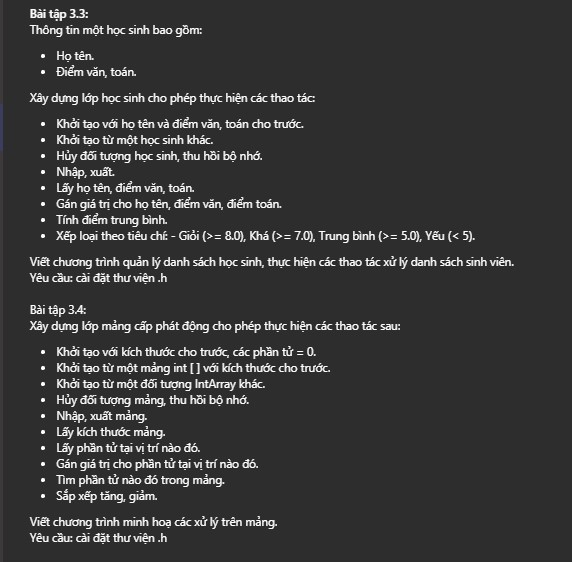 Bài tập 3.3:
Thông tin một học sinh bao gồm:
• Họ tên.
• Điểm văn, toán.
Xây dựng lớp học sinh cho phép thực hiện các thao tác:
• Khởi tạo với họ tên và điểm văn, toán cho trước.
• Khởi tạo từ một học sinh khác.
• Hủy đối tượng học sinh, thu hồi bộ nhớ.
• Nhập, xuất.
• Lấy họ tên, điểm văn, toán.
• Gán giá trị cho họ tên, điểm văn, điểm toán.
• Tính điểm trung bình.
• Xếp loại theo tiêu chí: - Giỏi (>= 8.0), Khá (>= 7.0), Trung bình (>= 5.0), Yếu (< 5).
Viết chương trình quản lý danh sách học sinh, thực hiện các thao tác xử lý danh sách sinh viên.
Yêu cầu: cài đặt thư viện .h
Bài tập 3.4:
Xây dựng lớp mảng cấp phát động cho phép thực hiện các thao tác sau:
• Khởi tạo với kích thước cho trước, các phần tử = 0.
• Khởi tạo từ một mảng int [ ] với kích thước cho trước.
• Khởi tạo từ một đối tượng IntArray khác.
• Hủy đối tượng mảng, thu hồi bộ nhớ.
• Nhập, xuất mảng.
• Lấy kích thước mảng.
• Lấy phần tử tại vị trí nào đó.
• Gán giá trị cho phần tử tại vị trí nào đó.
• Tìm phần tử nào đó trong mảng.
• Sắp xếp tăng, giảm.
Viết chương trình minh hoạ các xử lý trên mảng.
Yêu cầu: cài đặt thư viện .h